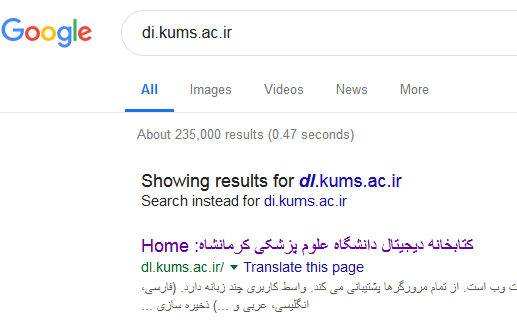 Google
di.kums.ac.ir
All Images Videos News More
About 235,000 results (0.47 seconds)
Showing results for dl.kums.ac.ir
Search instead for di.kums.ac.ir
کتابخانه دیجیتال دانشگاه علوم پزشکی کرمانشاه: Home
dl.kums.ac.ir/ ▼ Translate this page
ت وب است. از تمام مرورگرها پشتیبانی می کند. واسط کاربری چند زبانه دارد. (فارسی،
انگلیسی، عربی و ...) ذخیره سازی ...